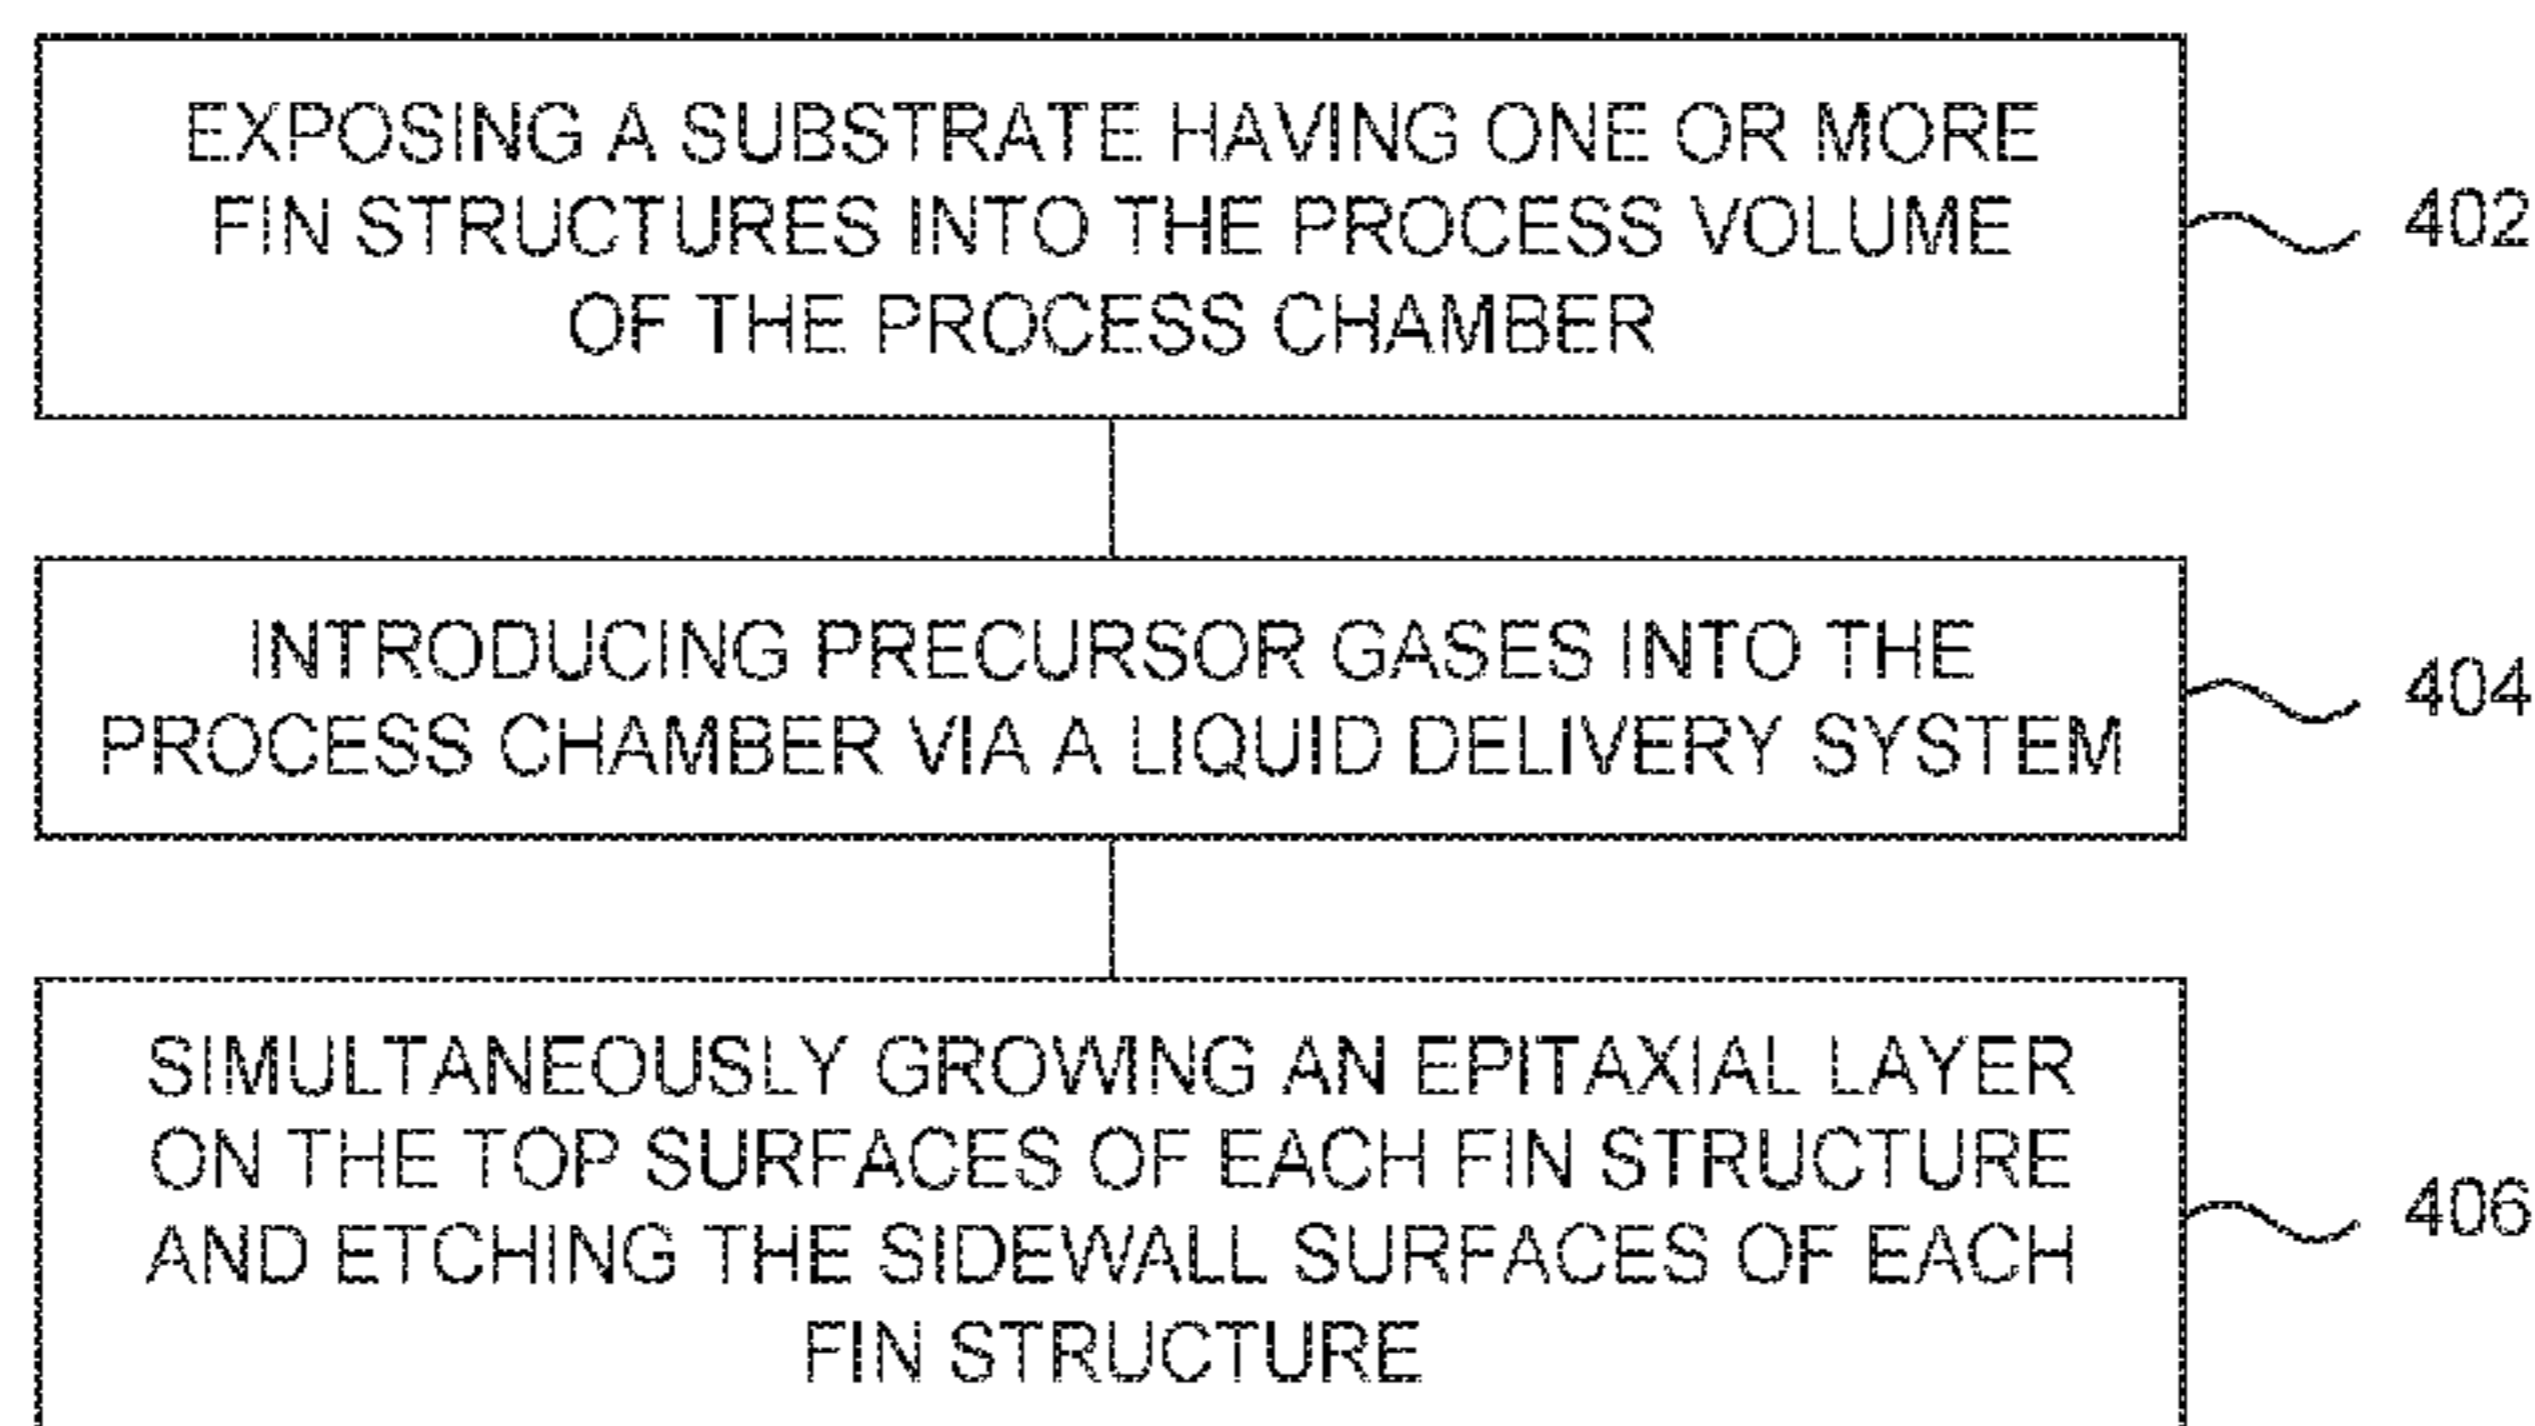 EXPOSING A SUBSTRATE HAVING ONE OR MORE
FIN STRUCTURES INTO THE PROCESS VOLUME
OF THE PROCESS CHAMBER
402
INTRODUCING PRECURSOR GASES INTO THE
PROCESS CHAMBER VIA A LIQUID DELIVERY SYSTEM
404
SIMULTANEOUSLY GROWING AN EPITAXIAL LAYER
ON THE TOP SURFACES OF EACH FIN STRUCTURE
AND ETCHING THE SIDEWALL SURFACES OF EACH
FIN STRUCTURE
406